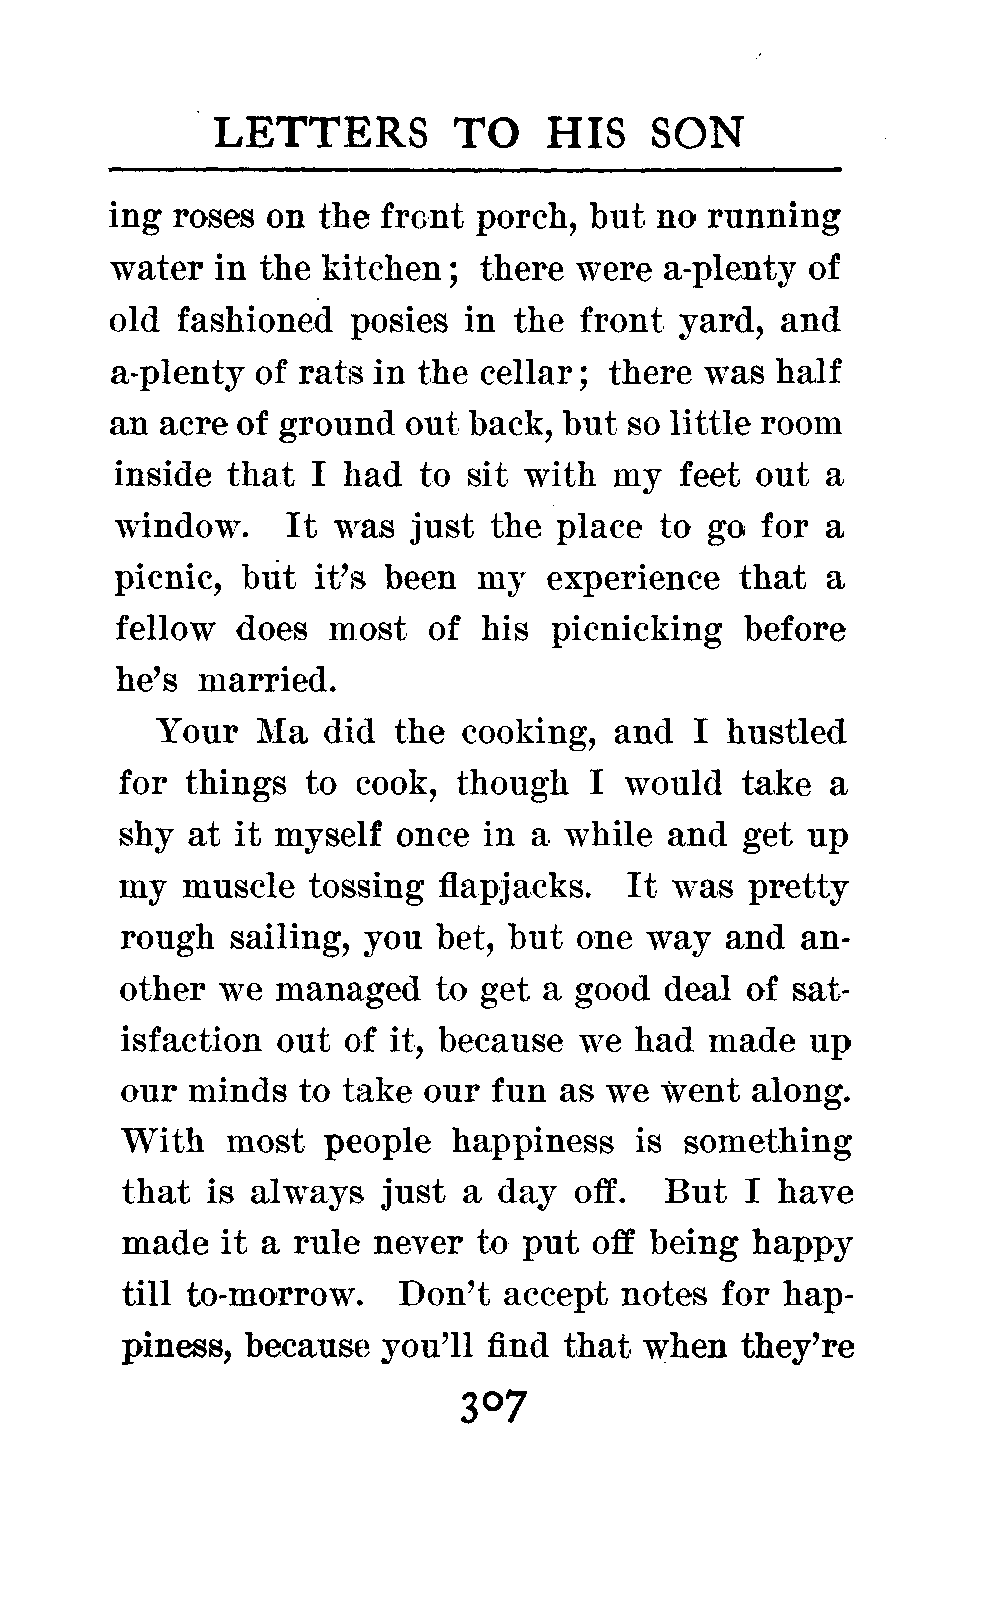 LETTERS TO HIS SON
ing roses on the front porch, but no running
water in the kitchen; there were a-plenty of
old fashioned posies in the front yard, and
a-plenty of rats in the cellar; there was half
an acre of ground out back, but so little room
inside that I had to sit with my feet out a
window. It was just the place to go for a
picnic, but it's been my experience that a
fellow does most of his picnicking before
he's married.
Your Ma did the cooking, and I hustled
for things to cook, though I would take a
shy at it myself once in a while and get up
my muscle tossing flapjacks. It was pretty
rough sailing, you bet, but one way and an-
other we managed to get a good deal of sat-
isfaction out of it, because we had made up
our minds to take our fun as we went along.
With most people happiness is something
that is always just a day off. But I have
made it a rule never to put off being happy
till to-morrow. Don't accept notes for hap-
piness, because you'll find that when they're
307